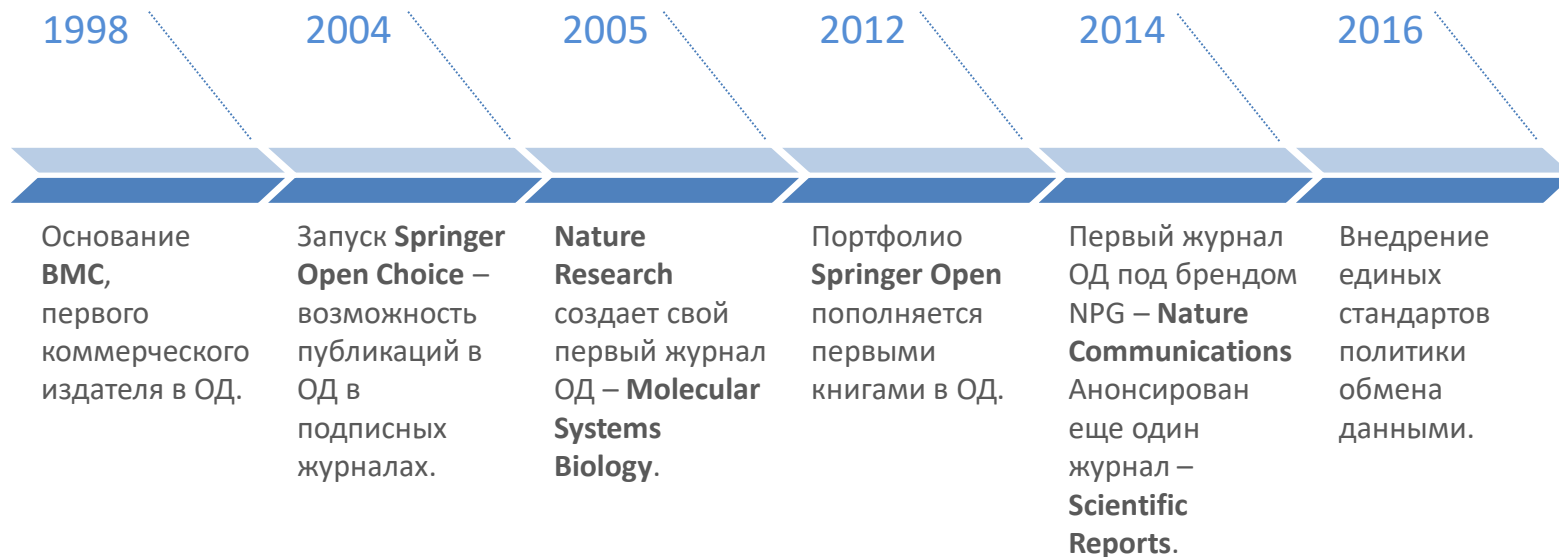 1998
Основание
BMC,
первого
коммерческого
издателя в ОД.
2004
Запуск Springer
Open Choice –
возможность
публикаций в
ОД в
подписных
журналах.
2005
Nature
Research
создает свой
первый журнал
ОД – Molecular
Systems
Biology.
2012
Портфолио
Springer Open
пополняется
первыми
книгами в ОД.
2014
Первый журнал
ОД под брендом
NPG – Nature
Communications
Анонсирован
еще один
журнал –
Scientific
Reports.
2016
Внедрение
единых
стандартов
политики
обмена
данными.